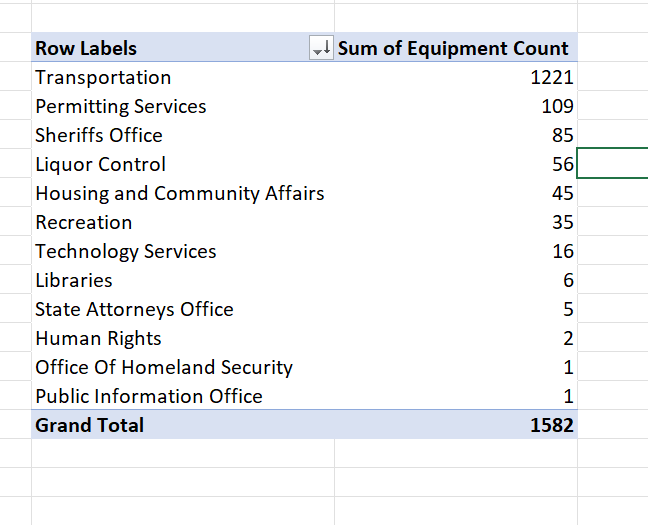 Row Labels Sum of Equipment Count
Transportation 1221
Permitting Services 109
Sheriffs Office 85
Liquor Control 56
Housing and Community Affairs 45
Recreation 35
Technology Services 16
Libraries 6
State Attorneys Office 5
Human Rights 2
Office Of Homeland Security 1
Public Information Office 1
Grand Total 1582